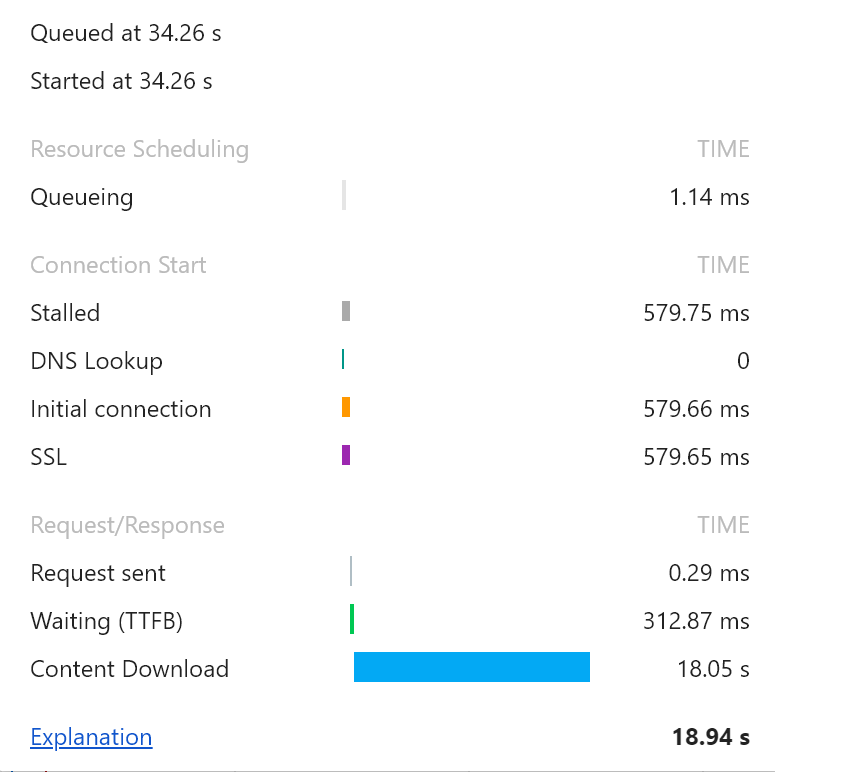 Queued at 34.26 s
Started at 34.26 s
Resource Scheduling TIME
Queueing 1.14 ms
Connection Start TIME
Stalled 579.75 ms
DNS Lookup 0
Initial connection 579.66 ms
SSL 579.65 ms
Request/Response TIME
Request sent 0.29 ms
Waiting (TTFB) 312.87 ms
Content Download 18.05 s
Explanation 18.94 s